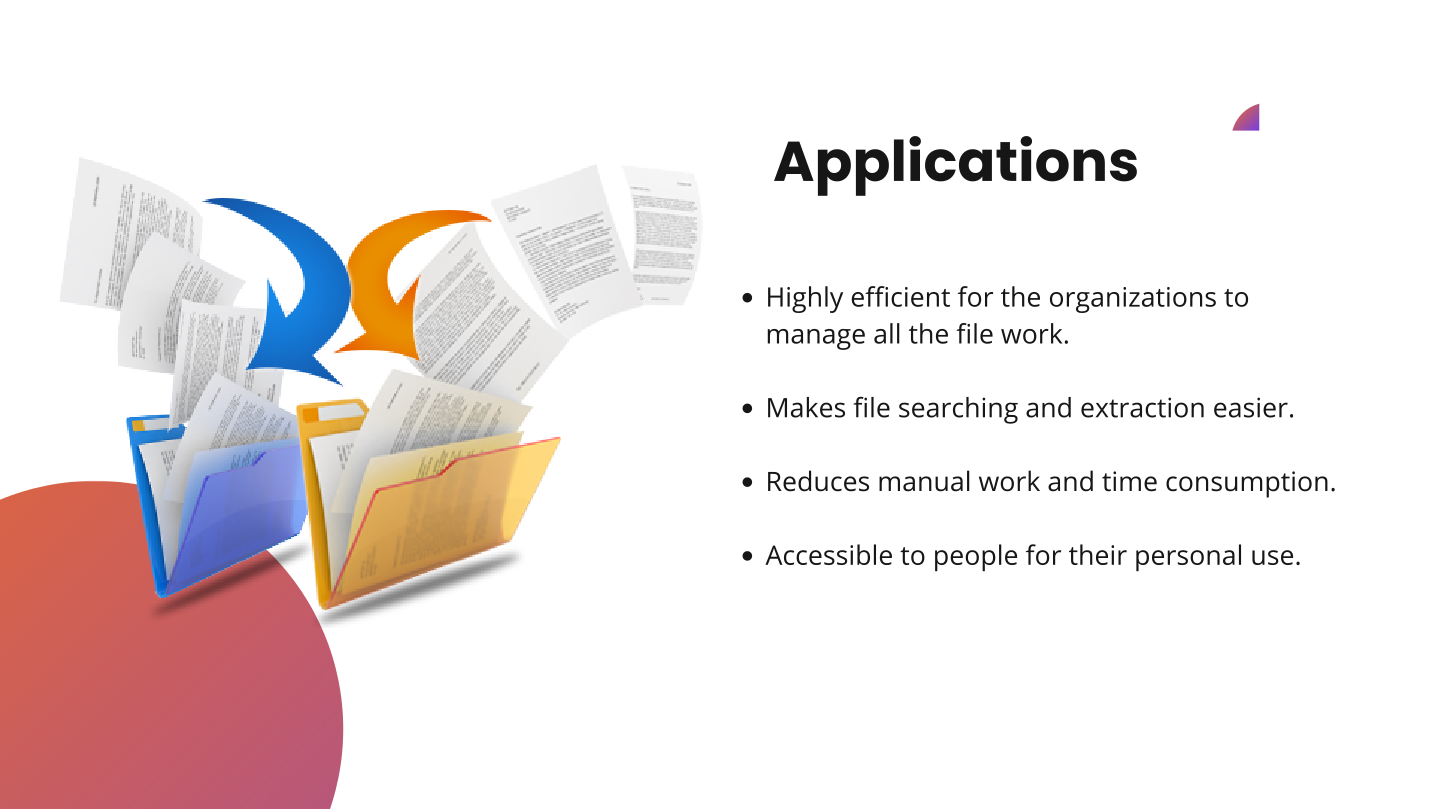 Applications
• Highly efficient for the organizations to
manage all the file work.
• Makes file searching and extraction easier.
• Reduces manual work and time consumption.
• Accessible to people for their personal use.